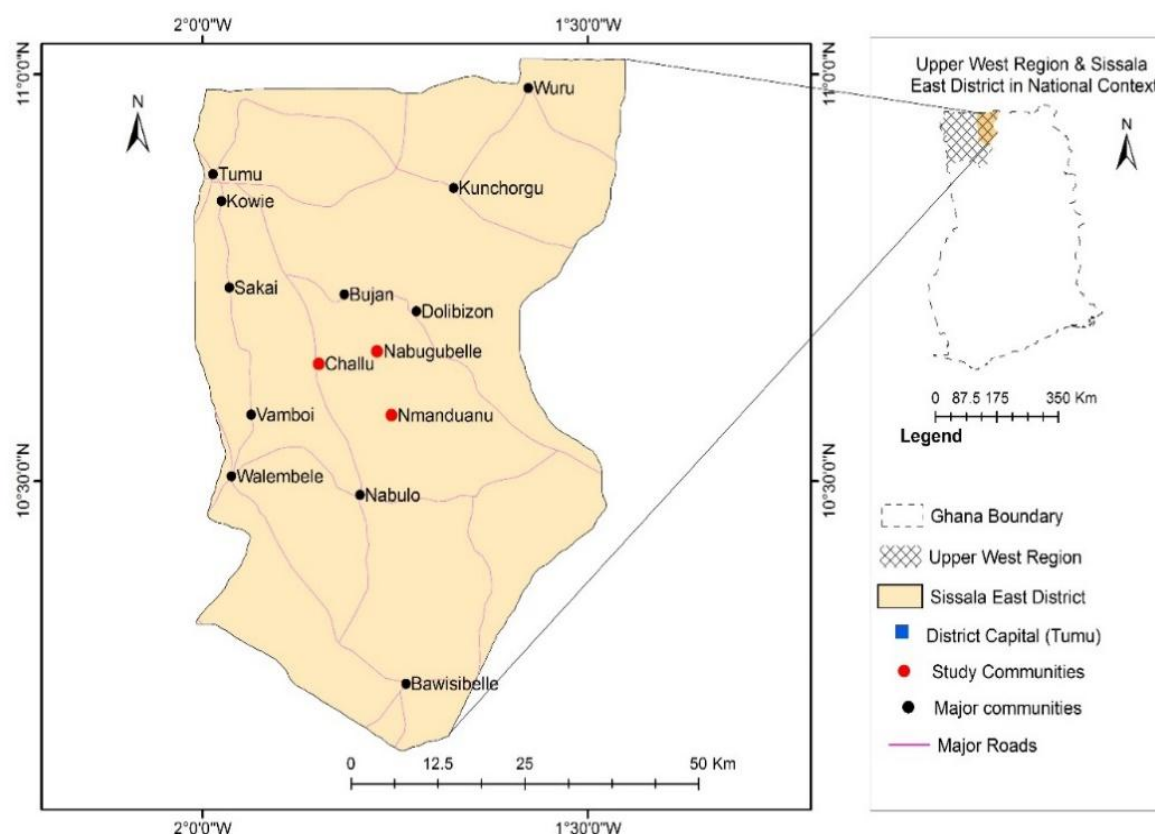 2°0'0"W
1°30'0"W
11°0'0"N
11°0'0"N
N
Wuru
Tumu
Kunchorgu
Kowie
Sakai
Bujan
Dolibizon
Nabugubelle
Challu
Vamboi
Nmanduanu
Walembele
Nabulo
10°30'0"N
10°30'0"N
Bawisibelle
0 12.5 25 50 Km
2°0'0"W
1°30'0"W
Upper West Region & Sissala
East District in National Context
N
0 87.5 175 350 Km
Legend
Ghana Boundary
Upper West Region
Sissala East District
District Capital (Tumu)
Study Communities
Major communities
Major Roads